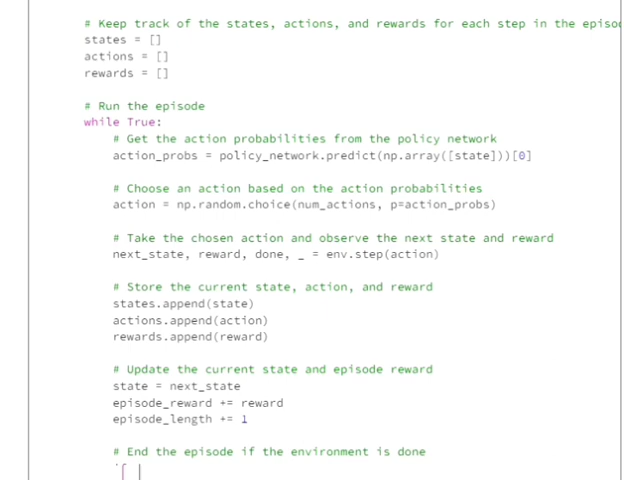 # Keep track of the states, actions, and rewards for each step in the
states = []
actions = []
rewards = []
# Run the episode
while True:
# Get the action probabilities from the policy network
action_probs = policy_network.predict(np.array([state]))[0]
# Choose an action based on the action probabilities
action = np.random.choice(num_actions, p=action_probs)
# Take the chosen action and observe the next state and reward
next_state, reward, done, _ = env.step(action)
# Store the current state, action, and reward
states.append(state)
actions.append(action)
rewards.append(reward)
# Update the current state and episode reward
state = next_state
episode_reward += reward
episode_length += 1
# End the episode if the environment is done